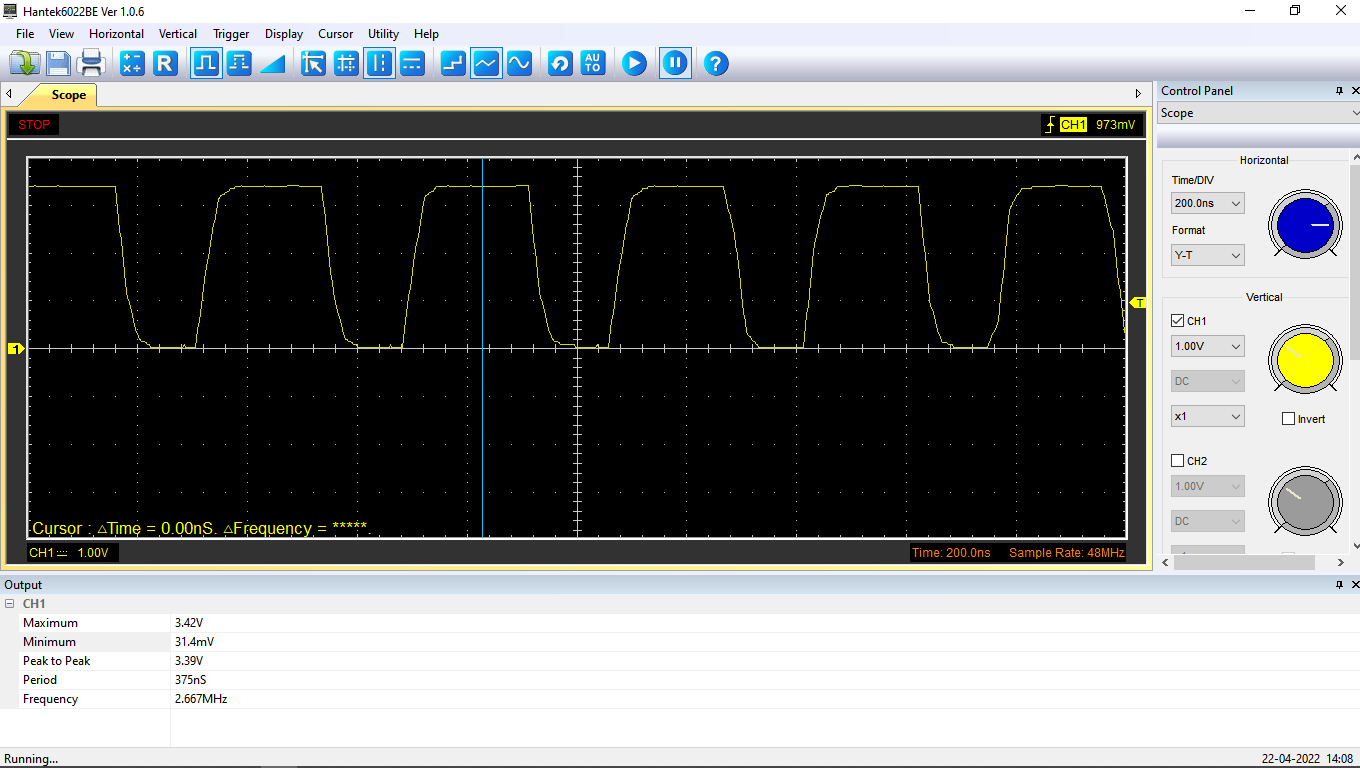 Hantek6022BE Ver 1.0.6
File View Horizontal Vertical Trigger Display Cursor Utility Help
R AU TO ?
Scope
Control Panel
STOP
CH1 973mV
Scope
Horizontal
Time/DIV
200.0ns
Format
Y-T
T
Vertical
CH1
1
1.00V
DC
x1
Invert
CH2
1.00V
DC
Cursor : △Time = 0.00nS. △Frequency = *****.
CH1 1.00V
Time: 200.0ns Sample Rate: 48MHz
Output
CH1
Maximum 3.42V
Minimum 31.4mV
Peak to Peak 3.39V
Period 375nS
Frequency 2.667MHz
Running... 22-04-2022 14:08